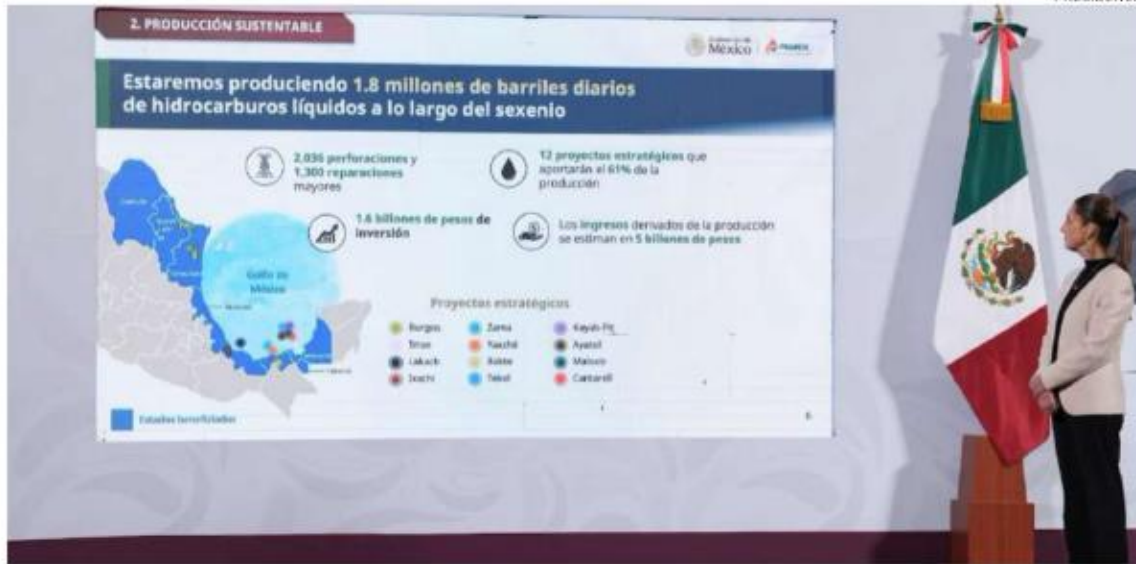 2. PRODUCCIÓN SUSTENTABLE
México
PEMEX
Estaremos produciendo 1.8 millones de barriles diarios
de hidrocarburos líquidos a lo largo del sexenio
2,036 perforaciones y
1,300 reparaciones
mayores
12 proyectos estratégicos que
aportarán el 61% de la
producción
1.6 billones de pesos de
inversión
Los ingresos derivados de la producción
se estiman en 5 billones de pesos
Golfo de
México
Proyectos estratégicos
Burgos
Zama
Lakach
Ixachi
Tekel
Ayatsil
Maloob
Cantarell
Estados beneficiados
6